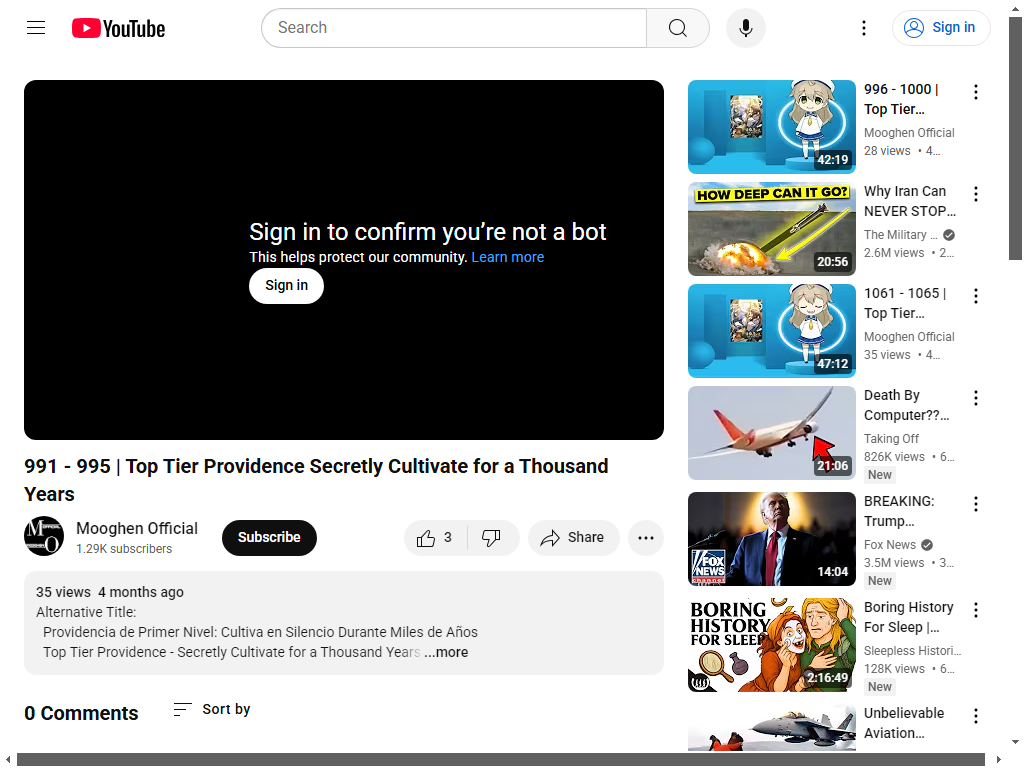 YouTube
Search
Sign in
Sign in to confirm you’re not a bot
This helps protect our community. Learn more
Sign in
991 - 995 | Top Tier Providence Secretly Cultivate for a Thousand
Years
Mooghen Official
1.29K subscribers
Subscribe
3
Share
35 views 4 months ago
Alternative Title:
Providencia de Primer Nivel: Cultiva en Silencio Durante Miles de Años
Top Tier Providence - Secretly Cultivate for a Thousand Years ...more
0 Comments
Sort by
42:19
996 - 1000 |
Top Tier…
Mooghen Official
28 views • 4…
HOW DEEP CAN IT GO?
20:56
Why Iran Can
NEVER STOP…
The Military …
2.6M views • 2…
47:12
1061 - 1065 |
Top Tier…
Mooghen Official
35 views • 4…
21:06
Death By
Computer??…
Taking Off
826K views • 6…
New
FOX
NEWS
channel
14:04
BREAKING:
Trump…
Fox News
3.5M views • 3…
New
BORING
HISTORY
FOR SLEEP
2:16:49
Boring History
For Sleep |…
Sleepless Histori…
128K views • 6…
New
Unbelievable
Aviation…